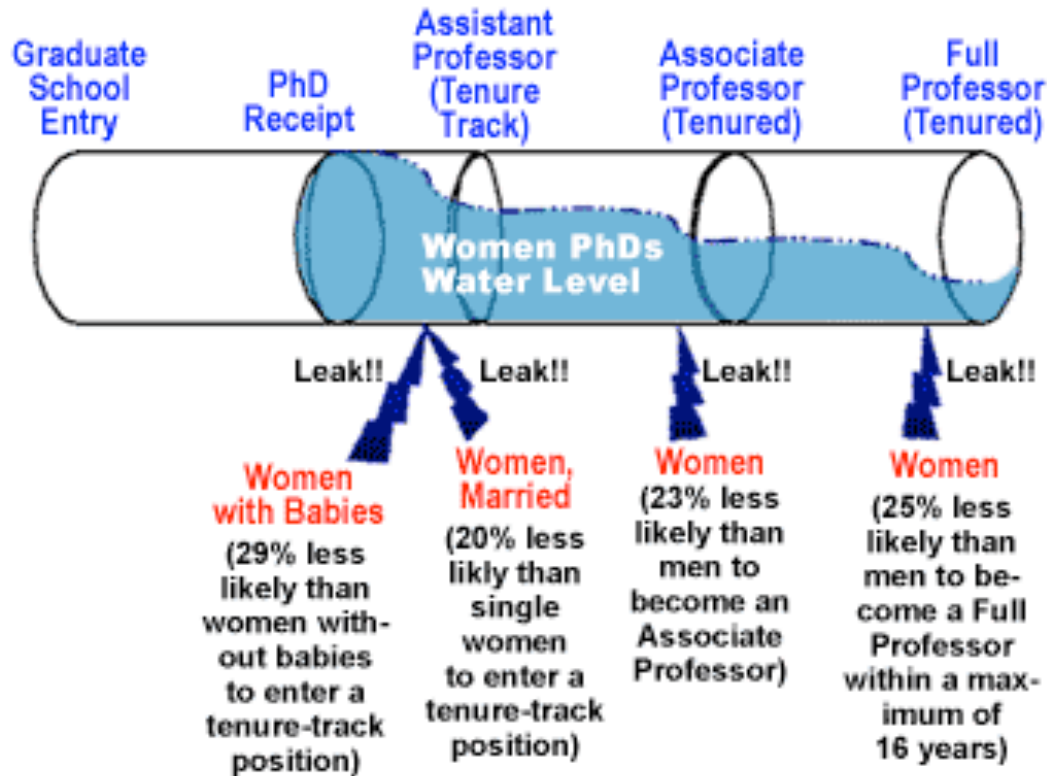 Graduate
School
Entry
PhD
Receipt
Assistant
Professor
(Tenure
Track)
Associate
Professor
(Tenured)
Full
Professor
(Tenured)
Women PhDs
Water Level
Leak!!
Leak!!
Leak!!
Leak!!
Women
with Babies
(29% less
likely than
women with-
out babies
to enter a
tenure-track
position)
Women,
Married
(20% less
likly than
single
women
to enter a
tenure-track
position)
Women
(23% less
likely than
men to
become an
Associate
Professor)
Women
(25% less
likely than
men to be-
come a Full
Professor
within a max-
imum of
16 years)